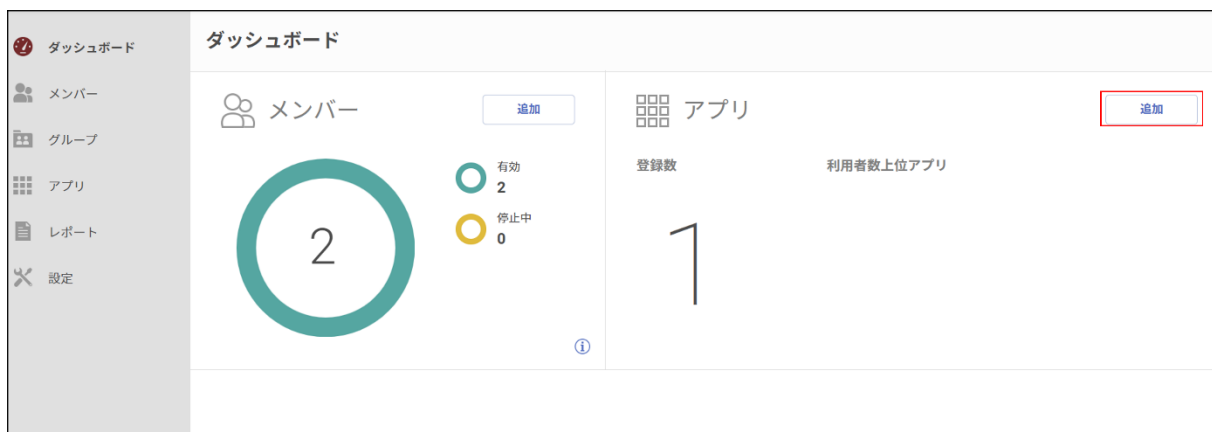 ダッシュボード
メンバー
グループ
アプリ
レポート
設定
ダッシュボード
メンバー
追加
2
有効
2
停止中
0
アプリ
追加
登録数
利用者数上位アプリ
1